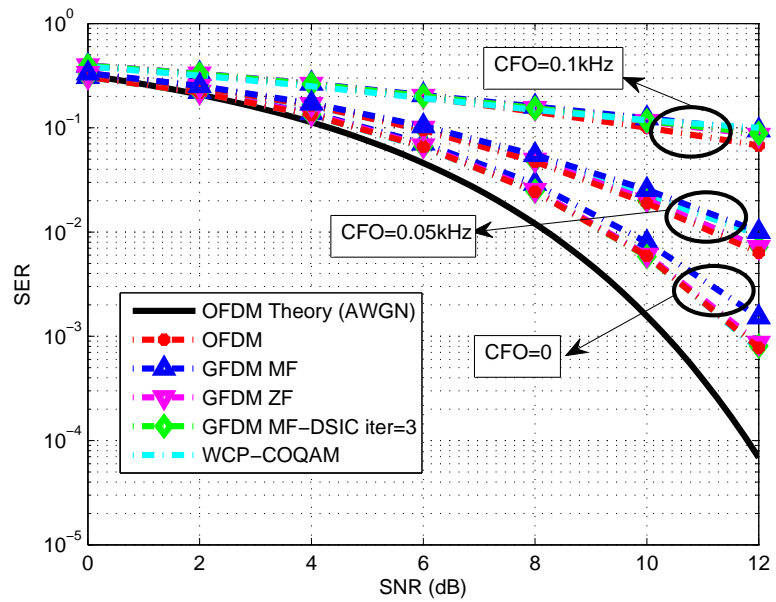 10^0
10^-1
10^-2
10^-3
10^-4
10^-5
SER
CFO=0.1kHz
CFO=0.05kHz
CFO=0
OFDM Theory (AWGN)
OFDM
GFDM MF
GFDM ZF
GFDM MF-DSIC iter=3
WCP-COQAM
0 2 4 6 8 10 12
SNR (dB)